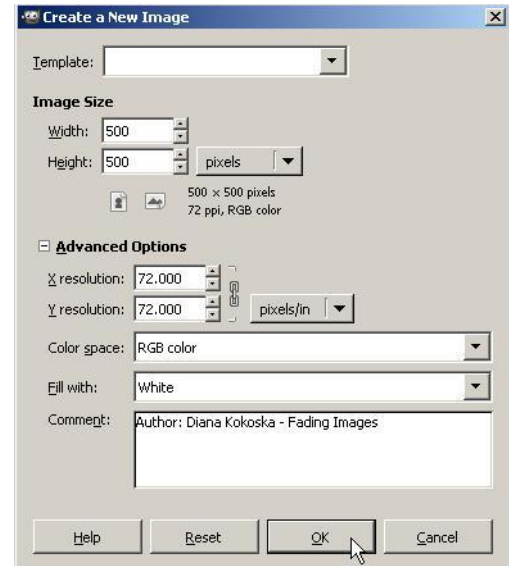 Create a New Image
Template:
Image Size
Width: 500
Height: 500 pixels
500 × 500 pixels
72 ppi, RGB color
Advanced Options
X resolution: 72.000
Y resolution: 72.000 pixels/in
Color space: RGB color
Fill with: White
Comment: Author: Diana Kokoska - Fading Images
Help Reset OK Cancel